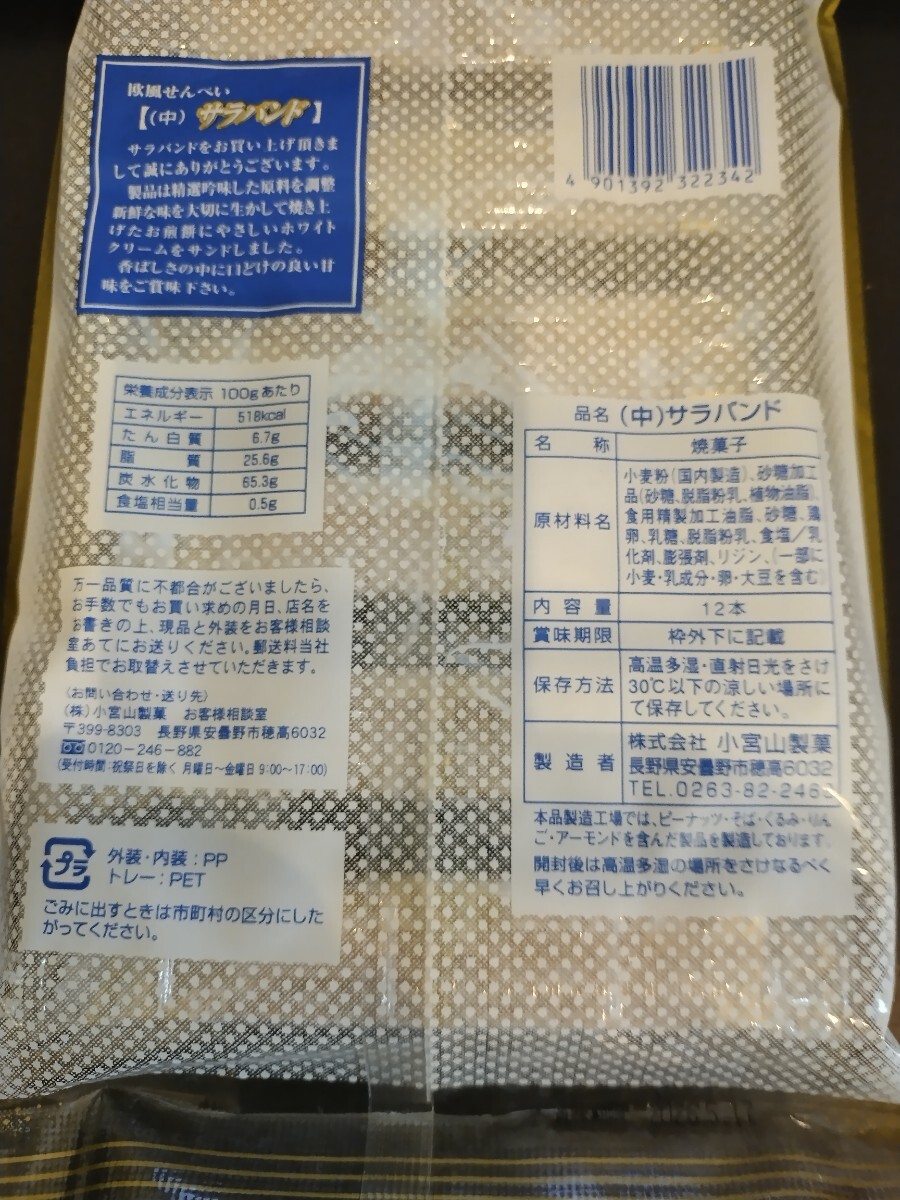 欧風せんべい
【(中) サラバンド】
サラバンドをお買い上げ頂きま
して誠にありがとうございます。
製品は精選吟味した原料を調整
新鮮な味を大切に生かして焼き上
げたお煎餅にやさしいホワイト
クリームをサンドしました。
香ばしさの中に口どけの良い甘
味をご賞味下さい。
4 901392 322342
栄養成分表示 100gあたり
エネルギー 518kcal
たん白質 6.7g
脂質 25.6g
炭水化物 65.3g
食塩相当量 0.5g
万一品質に不都合がございましたら、
お手数でもお買い求めの月日、店名を
お書きの上、現品と外装をお客様相談
室あてにお送りください。郵送料当社
負担でお取替えさせていただきます。
〈お問い合わせ・送り先〉
(株)小宮山製菓 お客様相談室
〒399-8303 長野県安曇野市穂高6032
0120-246-882
(受付時間:祝祭日を除く 月曜日~金曜日 9:00~17:00)
プラ
外装・内装:PP
トレー:PET
ごみに出すときは市町村の区分にした
がってください。
品名 (中)サラバンド
名称 焼菓子
原材料名 小麦粉(国内製造)、砂糖加工
品(砂糖、脱脂粉乳、植物油脂)、
食用精製加工油脂、砂糖、鶏
卵、乳糖、脱脂粉乳、食塩/乳
化剤、膨張剤、リジン、(一部に
小麦・乳成分・卵・大豆を含む)
内容量 12本
賞味期限 枠外下に記載
保存方法 高温多湿・直射日光をさけ
30℃以下の涼しい場所に
て保存してください。
製造者 株式会社 小宮山製菓
長野県安曇野市穂高6032
TEL.0263-82-246
本品製造工場では、ピーナッツ・そば・くるみ・りん
ご・アーモンドを含んだ製品を製造しております。
開封後は高温多湿の場所をさけなるべく
早くお召し上がりください。